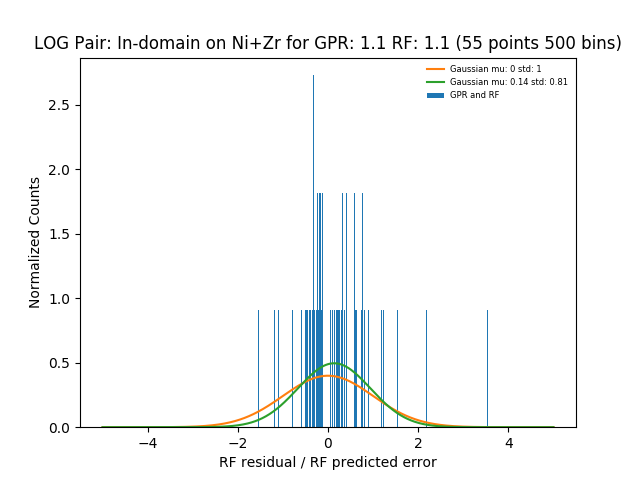 LOG Pair: In-domain on Ni+Zr for GPR: 1.1 RF: 1.1 (55 points 500 bins)
Gaussian mu: 0 std: 1
Gaussian mu: 0.14 std: 0.81
GPR and RF
Normalized Counts
2.5
2.0
1.5
1.0
0.5
0.0
−4
−2
0
2
4
RF residual / RF predicted error